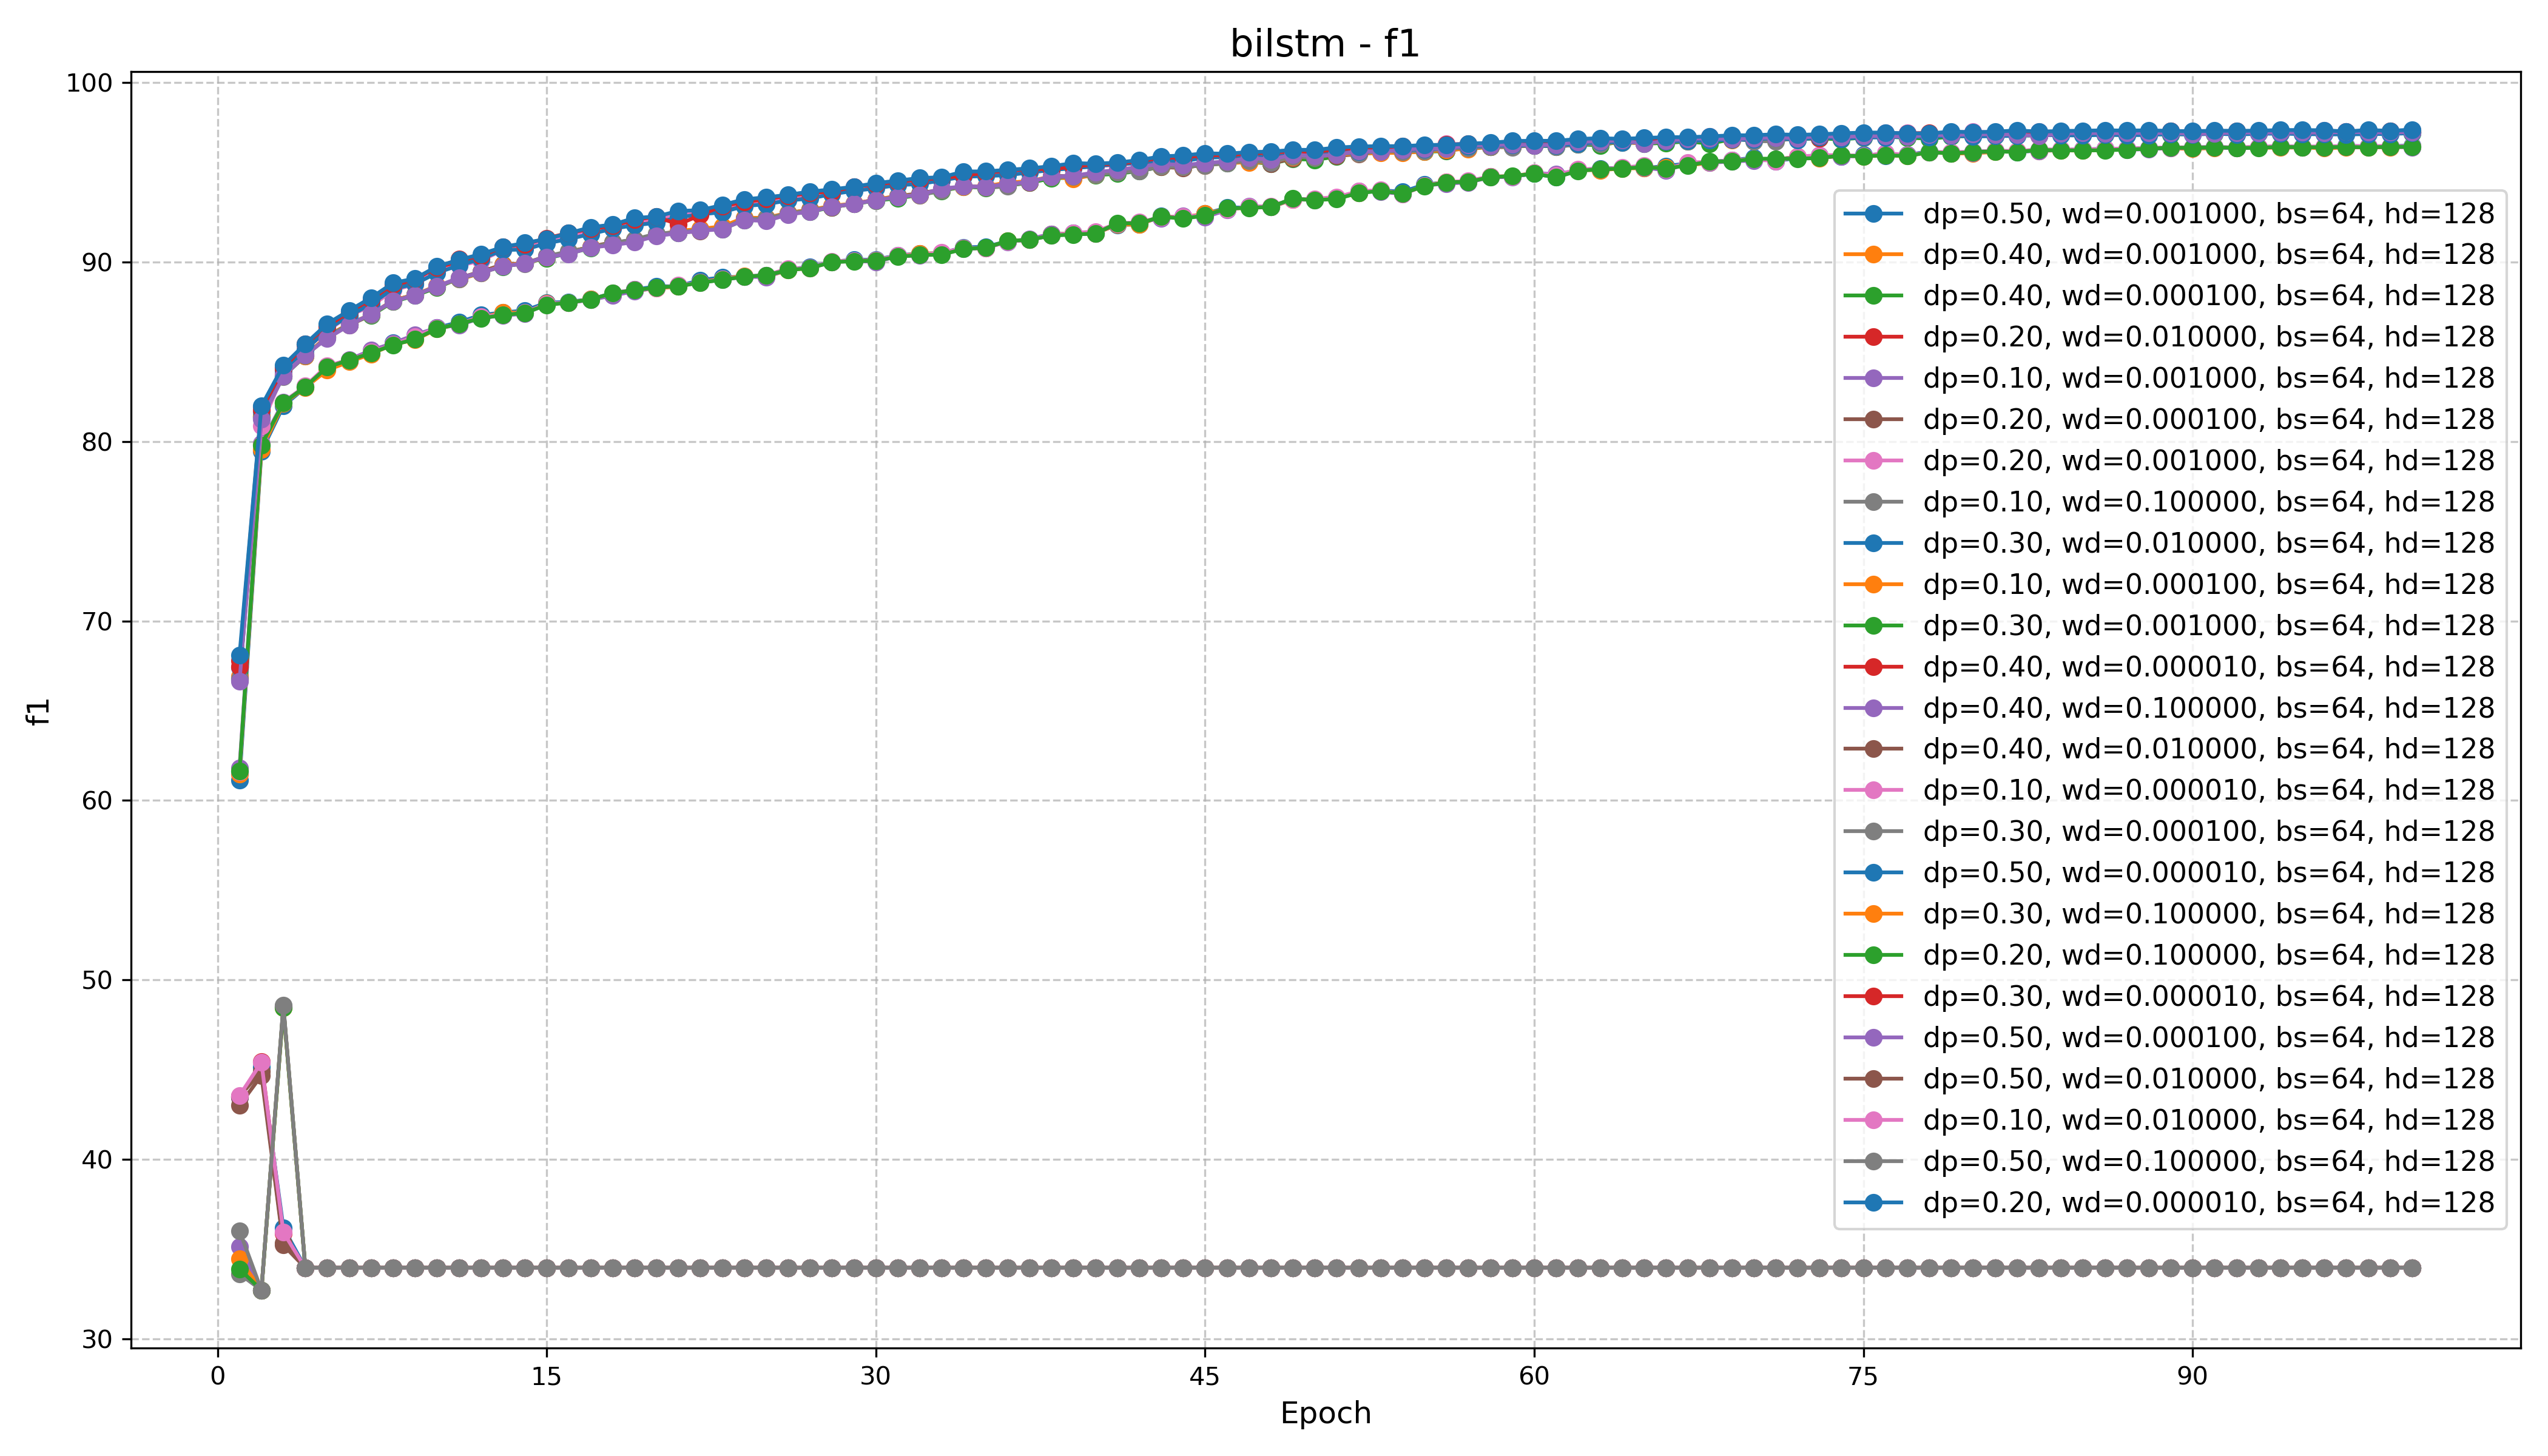 bilstm - f1
100
90
80
70
60
50
40
30
f1
0 15 30 45 60 75 90
Epoch
dp=0.50, wd=0.001000, bs=64, hd=128
dp=0.40, wd=0.001000, bs=64, hd=128
dp=0.40, wd=0.000100, bs=64, hd=128
dp=0.20, wd=0.010000, bs=64, hd=128
dp=0.10, wd=0.001000, bs=64, hd=128
dp=0.20, wd=0.000100, bs=64, hd=128
dp=0.20, wd=0.001000, bs=64, hd=128
dp=0.10, wd=0.100000, bs=64, hd=128
dp=0.30, wd=0.010000, bs=64, hd=128
dp=0.10, wd=0.000100, bs=64, hd=128
dp=0.30, wd=0.001000, bs=64, hd=128
dp=0.40, wd=0.000010, bs=64, hd=128
dp=0.40, wd=0.100000, bs=64, hd=128
dp=0.40, wd=0.010000, bs=64, hd=128
dp=0.10, wd=0.000010, bs=64, hd=128
dp=0.30, wd=0.000100, bs=64, hd=128
dp=0.50, wd=0.000010, bs=64, hd=128
dp=0.30, wd=0.100000, bs=64, hd=128
dp=0.20, wd=0.100000, bs=64, hd=128
dp=0.30, wd=0.000010, bs=64, hd=128
dp=0.50, wd=0.000100, bs=64, hd=128
dp=0.50, wd=0.010000, bs=64, hd=128
dp=0.10, wd=0.010000, bs=64, hd=128
dp=0.50, wd=0.100000, bs=64, hd=128
dp=0.20, wd=0.000010, bs=64, hd=128